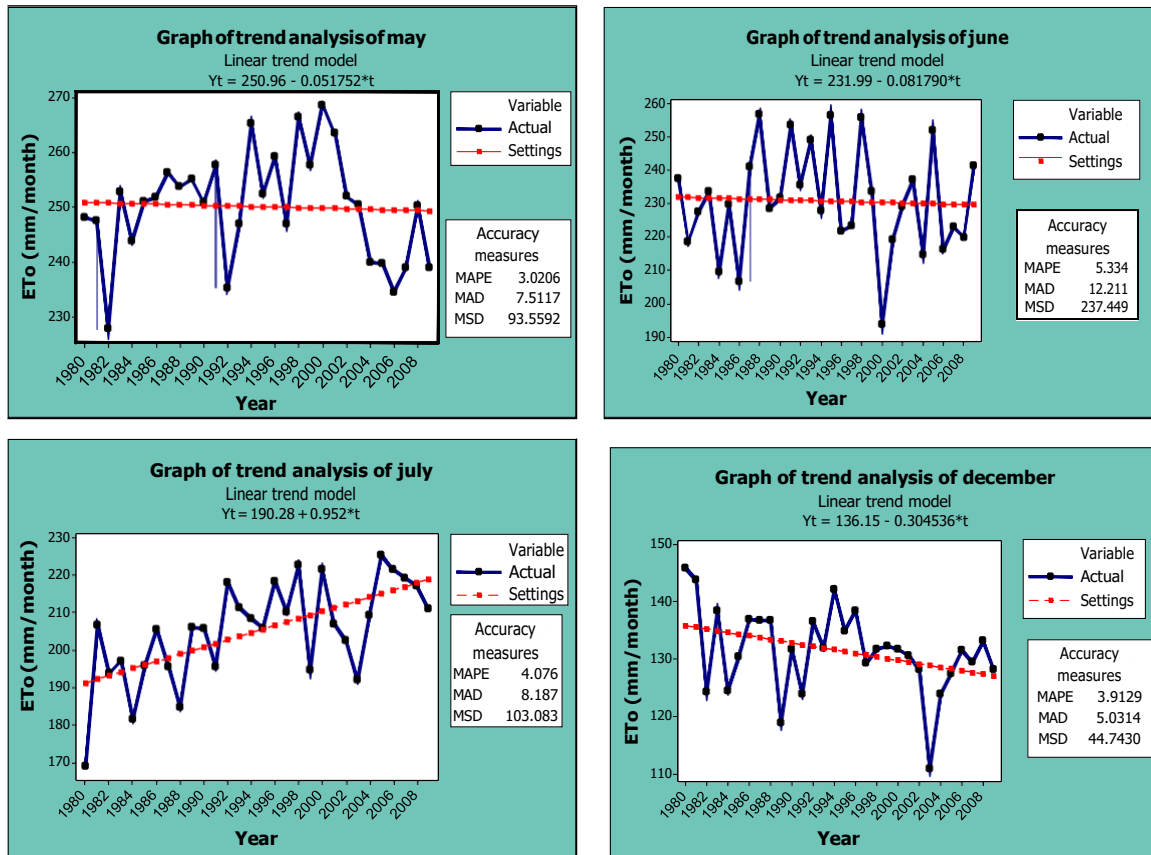 Graph of trend analysis of may
Linear trend model
Yt = 250.96 - 0.051752*t
ETo (mm/month)
270
260
250
240
230
1980 1982 1984 1986 1988 1990 1992 1994 1996 1998 2000 2002 2004 2006 2008
Year
Variable
Actual
Settings
Accuracy
measures
MAPE 3.0206
MAD 7.5117
MSD 93.5592
Graph of trend analysis of june
Linear trend model
Yt = 231.99 - 0.081790*t
ETo (mm/month)
260
250
240
230
220
210
200
190
1980 1982 1984 1986 1988 1990 1992 1994 1996 1998 2000 2002 2004 2006 2008
Year
Variable
Actual
Settings
Accuracy
measures
MAPE 5.334
MAD 12.211
MSD 237.449
Graph of trend analysis of july
Linear trend model
Yt = 190.28 + 0.952*t
ETo (mm/month)
230
220
210
200
190
180
170
1980 1982 1984 1986 1988 1990 1992 1994 1996 1998 2000 2002 2004 2006 2008
Year
Variable
Actual
Settings
Accuracy
measures
MAPE 4.076
MAD 8.187
MSD 103.083
Graph of trend analysis of december
Linear trend model
Yt = 136.15 - 0.304536*t
ETo (mm/month)
150
140
130
120
110
1980 1982 1984 1986 1988 1990 1992 1994 1996 1998 2000 2002 2004 2006 2008
Year
Variable
Actual
Settings
Accuracy
measures
MAPE 3.9129
MAD 5.0314
MSD 44.7430